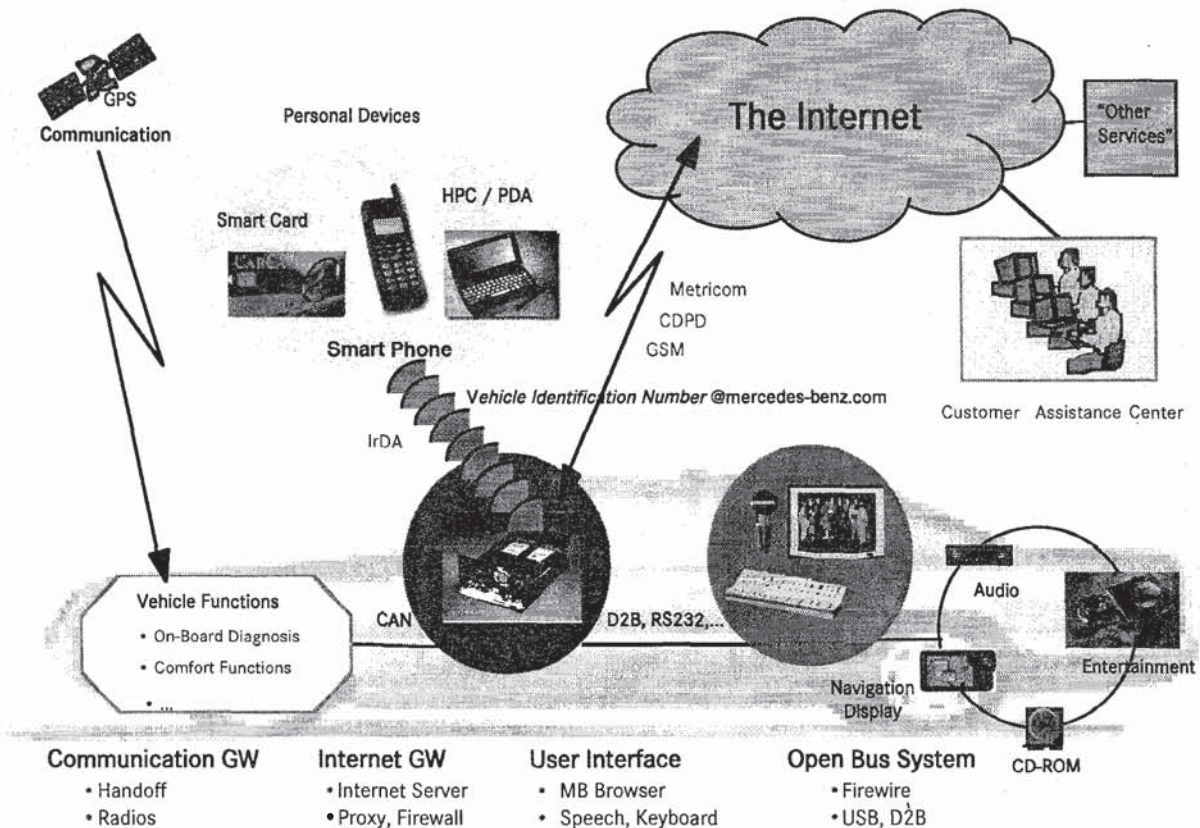 GPS
Communication
Personal Devices
The Internet
"Other
Services"
Smart Card
HPC / PDA
Smart Phone
Metricom
CDPD
GSM
Vehicle Identification Number @mercedes-benz.com
Customer Assistance Center
IrDA
Vehicle Functions
• On-Board Diagnosis
• Comfort Functions
• ...
CAN
D2B, RS232,...
Audio
Entertainment
Navigation
Display
CD-ROM
Communication GW
• Handoff
• Radios
Internet GW
• Internet Server
• Proxy, Firewall
User Interface
• MB Browser
• Speech, Keyboard
Open Bus System
• Firewire
• USB, D2B